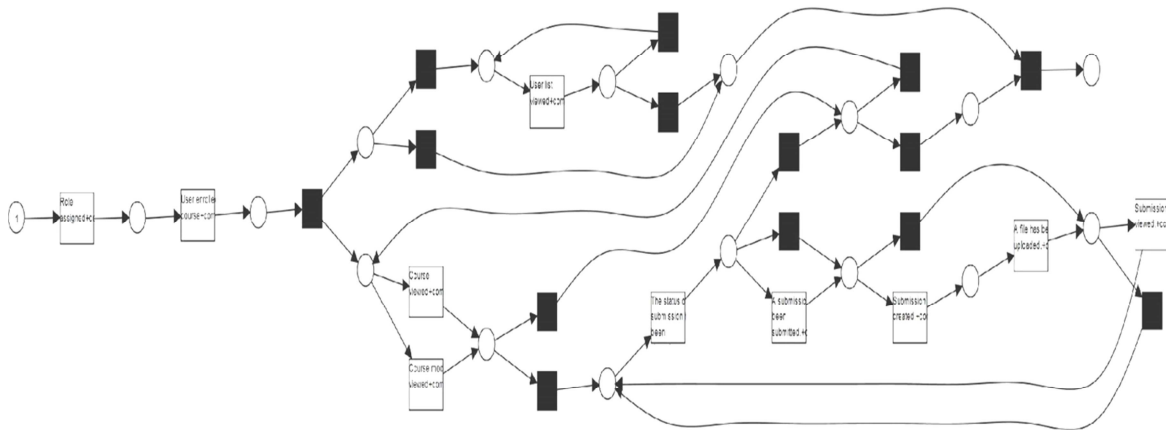 1
Role
assigned+c
User enrolle
course+com
User list
viewed+com
Course
viewed+com
Course mod
viewed+com
The status o
submission
been
A submissio
been
submitted.+c
Submission
created.+co
A file has be
uploaded.+c
Submission
viewed.+co